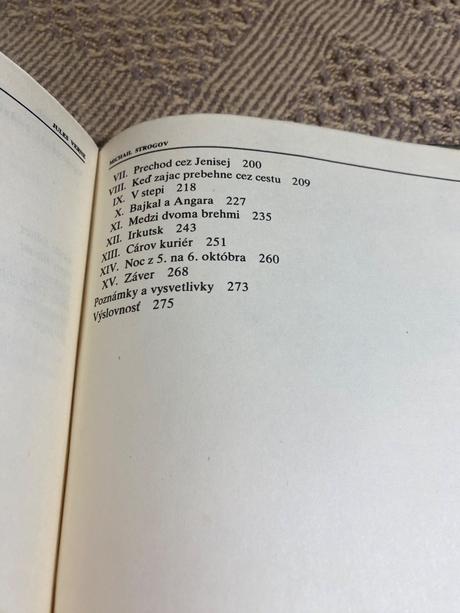 JULES VERNE
MICHAIL STROGOV
VII. Prechod cez Jenisej 200
VIII. Keď zajac prebehne cez cestu 209
IX. V stepi 218
X. Bajkal a Angara 227
XI. Medzi dvoma brehmi 235
XII. Irkutsk 243
XIII. Cárov kuriér 251
XIV. Noc z 5. na 6. októbra 260
XV. Záver 268
Poznámky a vysvetlivky 273
Výslovnosť 275